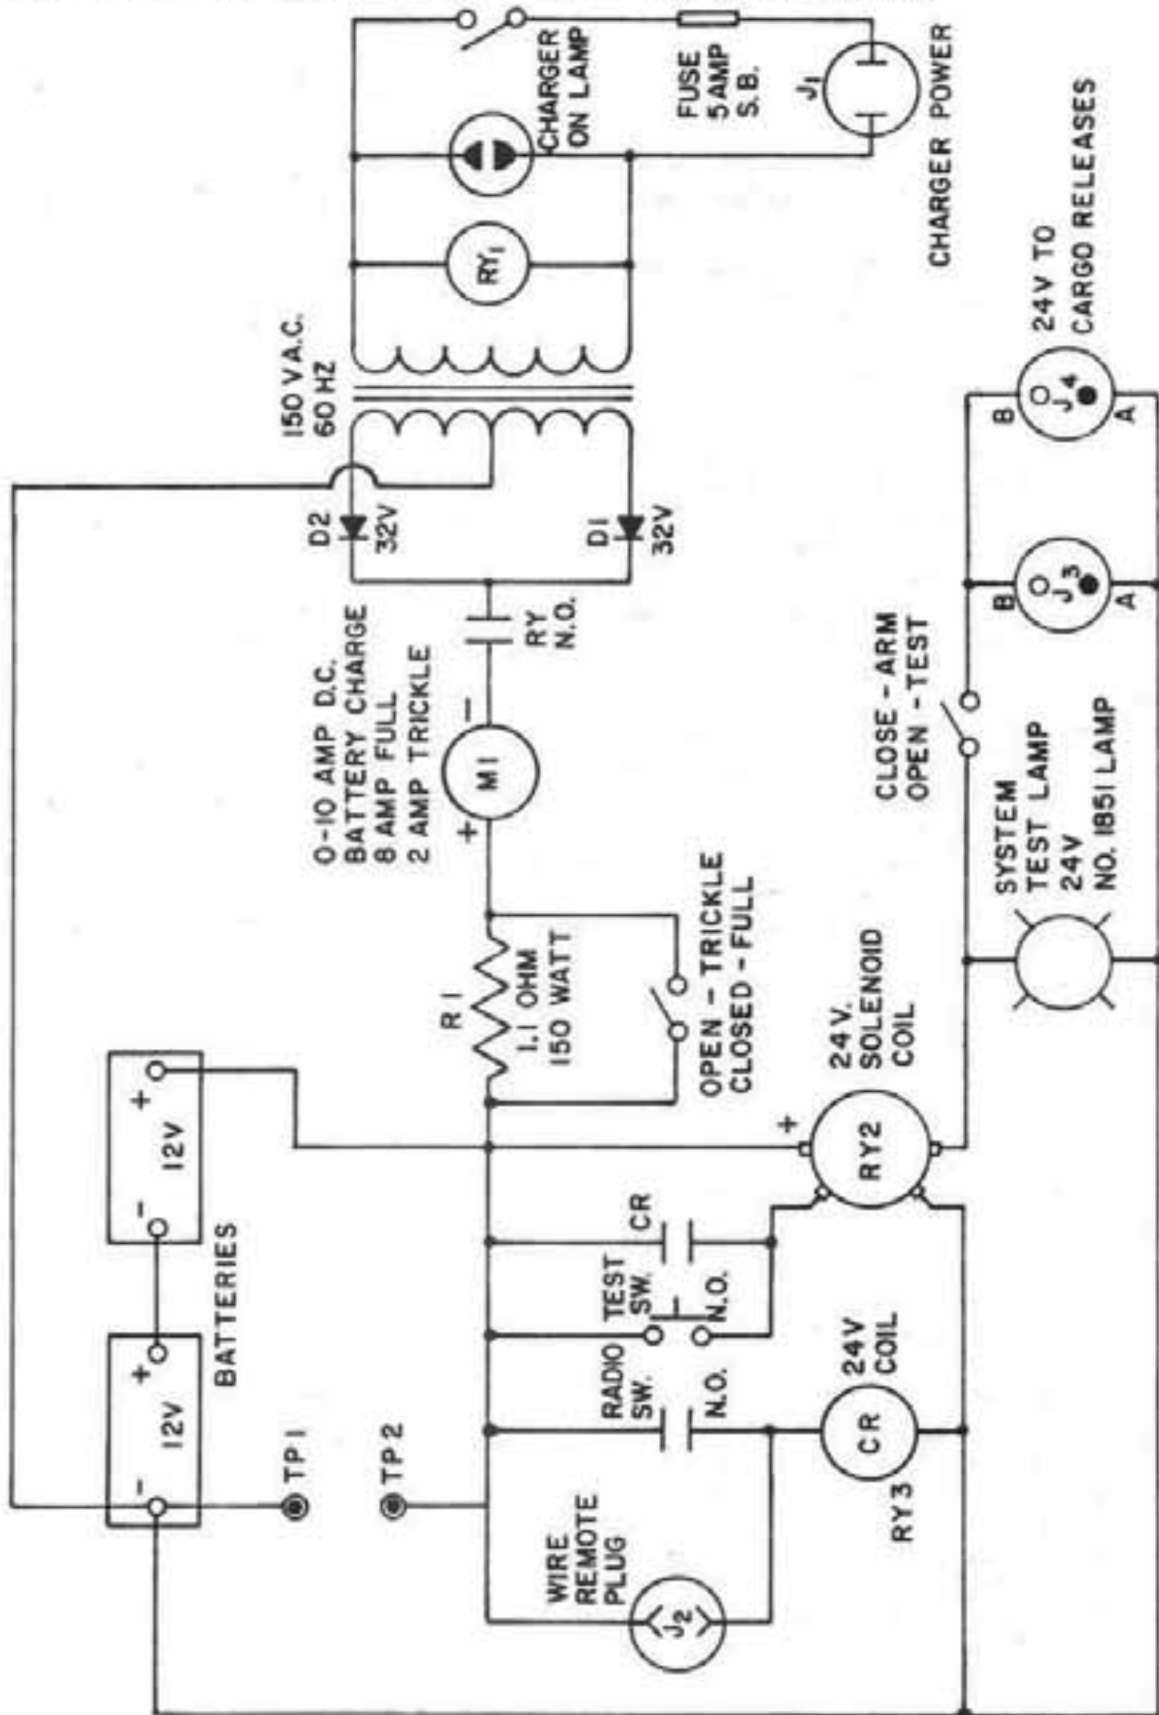 12V
-
+
12V
-
+
BATTERIES
TP1
TP2
WIRE
REMOTE
PLUG
J2
RADIO
SW.
N.O.
TEST
SW.
N.O.
CR
24V
COIL
CR
RY3
R1
1.1 OHM
150 WATT
OPEN - TRICKLE
CLOSED - FULL
+
RY2
24V.
SOLENOID
COIL
0-10 AMP D.C.
BATTERY CHARGE
8 AMP FULL
2 AMP TRICKLE
+
M1
-
RY
N.O.
D2
32V
D1
32V
150 V.A.C.
60 HZ
RY1
CHARGER
ON LAMP
FUSE
5 AMP
S.B.
J1
CHARGER POWER
SYSTEM
TEST LAMP
24V
NO. 1851 LAMP
CLOSE - ARM
OPEN - TEST
B
J3
A
B
J4
A
24V TO
CARGO RELEASES